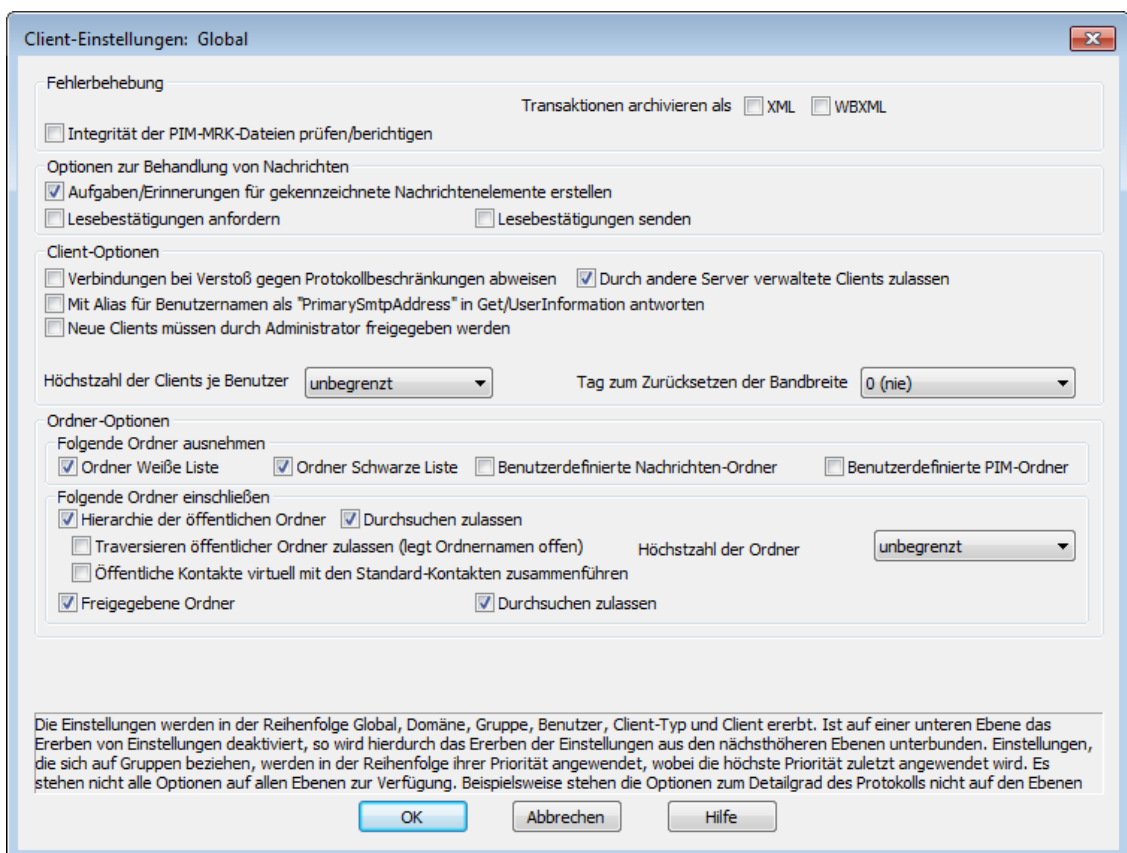 Client-Einstellungen: Global
Fehlerbehebung
Transaktionen archivieren als XML WBXML
Integrität der PIM-MRK-Dateien prüfen/berichtigen
Optionen zur Behandlung von Nachrichten
Aufgaben/Erinnerungen für gekennzeichnete Nachrichtenelemente erstellen
Lesebestätigungen anfordern Lesebestätigungen senden
Client-Optionen
Verbindungen bei Verstoß gegen Protokollbeschränkungen abweisen Durch andere Server verwaltete Clients zulassen
Mit Alias für Benutzernamen als "PrimarySmtpAddress" in Get/UserInformation antworten
Neue Clients müssen durch Administrator freigegeben werden
Höchstzahl der Clients je Benutzer unbegrenzt Tag zum Zurücksetzen der Bandbreite 0 (nie)
Ordner-Optionen
Folgende Ordner ausnehmen
Ordner Weiße Liste Ordner Schwarze Liste Benutzerdefinierte Nachrichten-Ordner Benutzerdefinierte PIM-Ordner
Folgende Ordner einschließen
Hierarchie der öffentlichen Ordner Durchsuchen zulassen
Traversieren öffentlicher Ordner zulassen (legt Ordnernamen offen) Höchstzahl der Ordner unbegrenzt
Öffentliche Kontakte virtuell mit den Standard-Kontakten zusammenführen
Freigegebene Ordner Durchsuchen zulassen
Die Einstellungen werden in der Reihenfolge Global, Domäne, Gruppe, Benutzer, Client-Typ und Client ererbt. Ist auf einer unteren Ebene das
Ererben von Einstellungen deaktiviert, so wird hierdurch das Ererben der Einstellungen aus den nächsthöheren Ebenen unterbunden. Einstellungen,
die sich auf Gruppen beziehen, werden in der Reihenfolge ihrer Priorität angewendet, wobei die höchste Priorität zuletzt angewendet wird. Es
stehen nicht alle Optionen auf allen Ebenen zur Verfügung. Beispielsweise stehen die Optionen zum Detailgrad des Protokolls nicht auf den Ebenen
OK Abbrechen Hilfe